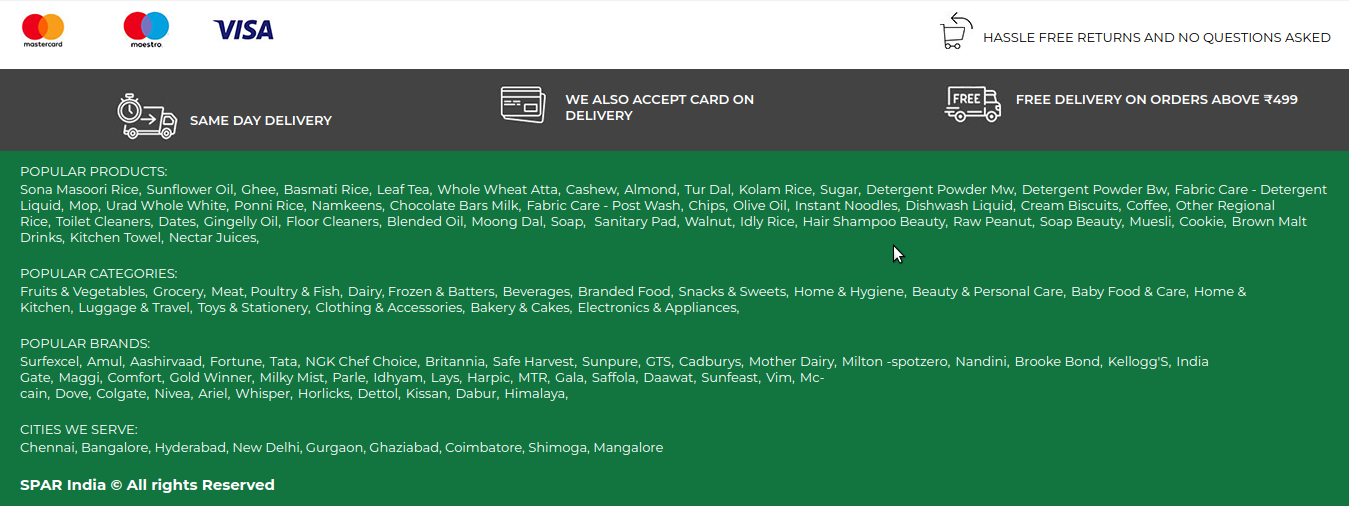 mastercard
maestro
VISA
HASSLE FREE RETURNS AND NO QUESTIONS ASKED
SAME DAY DELIVERY
WE ALSO ACCEPT CARD ON
DELIVERY
FREE
FREE DELIVERY ON ORDERS ABOVE ₹499
POPULAR PRODUCTS:
Sona Masoori Rice, Sunflower Oil, Ghee, Basmati Rice, Leaf Tea, Whole Wheat Atta, Cashew, Almond, Tur Dal, Kolam Rice, Sugar, Detergent Powder Mw, Detergent Powder Bw, Fabric Care - Detergent
Liquid, Mop, Urad Whole White, Ponni Rice, Namkeens, Chocolate Bars Milk, Fabric Care - Post Wash, Chips, Olive Oil, Instant Noodles, Dishwash Liquid, Cream Biscuits, Coffee, Other Regional
Rice, Toilet Cleaners, Dates, Gingelly Oil, Floor Cleaners, Blended Oil, Moong Dal, Soap, Sanitary Pad, Walnut, Idly Rice, Hair Shampoo Beauty, Raw Peanut, Soap Beauty, Muesli, Cookie, Brown Malt
Drinks, Kitchen Towel, Nectar Juices,
POPULAR CATEGORIES:
Fruits & Vegetables, Grocery, Meat, Poultry & Fish, Dairy, Frozen & Batters, Beverages, Branded Food, Snacks & Sweets, Home & Hygiene, Beauty & Personal Care, Baby Food & Care, Home &
Kitchen, Luggage & Travel, Toys & Stationery, Clothing & Accessories, Bakery & Cakes, Electronics & Appliances,
POPULAR BRANDS:
Surfexcel, Amul, Aashirvaad, Fortune, Tata, NGK Chef Choice, Britannia, Safe Harvest, Sunpure, GTS, Cadburys, Mother Dairy, Milton -spotzero, Nandini, Brooke Bond, Kellogg'S, India
Gate, Maggi, Comfort, Gold Winner, Milky Mist, Parle, Idhyam, Lays, Harpic, MTR, Gala, Saffola, Daawat, Sunfeast, Vim, Mc-
cain, Dove, Colgate, Nivea, Ariel, Whisper, Horlicks, Dettol, Kissan, Dabur, Himalaya,
CITIES WE SERVE:
Chennai, Bangalore, Hyderabad, New Delhi, Gurgaon, Ghaziabad, Coimbatore, Shimoga, Mangalore
SPAR India © All rights Reserved